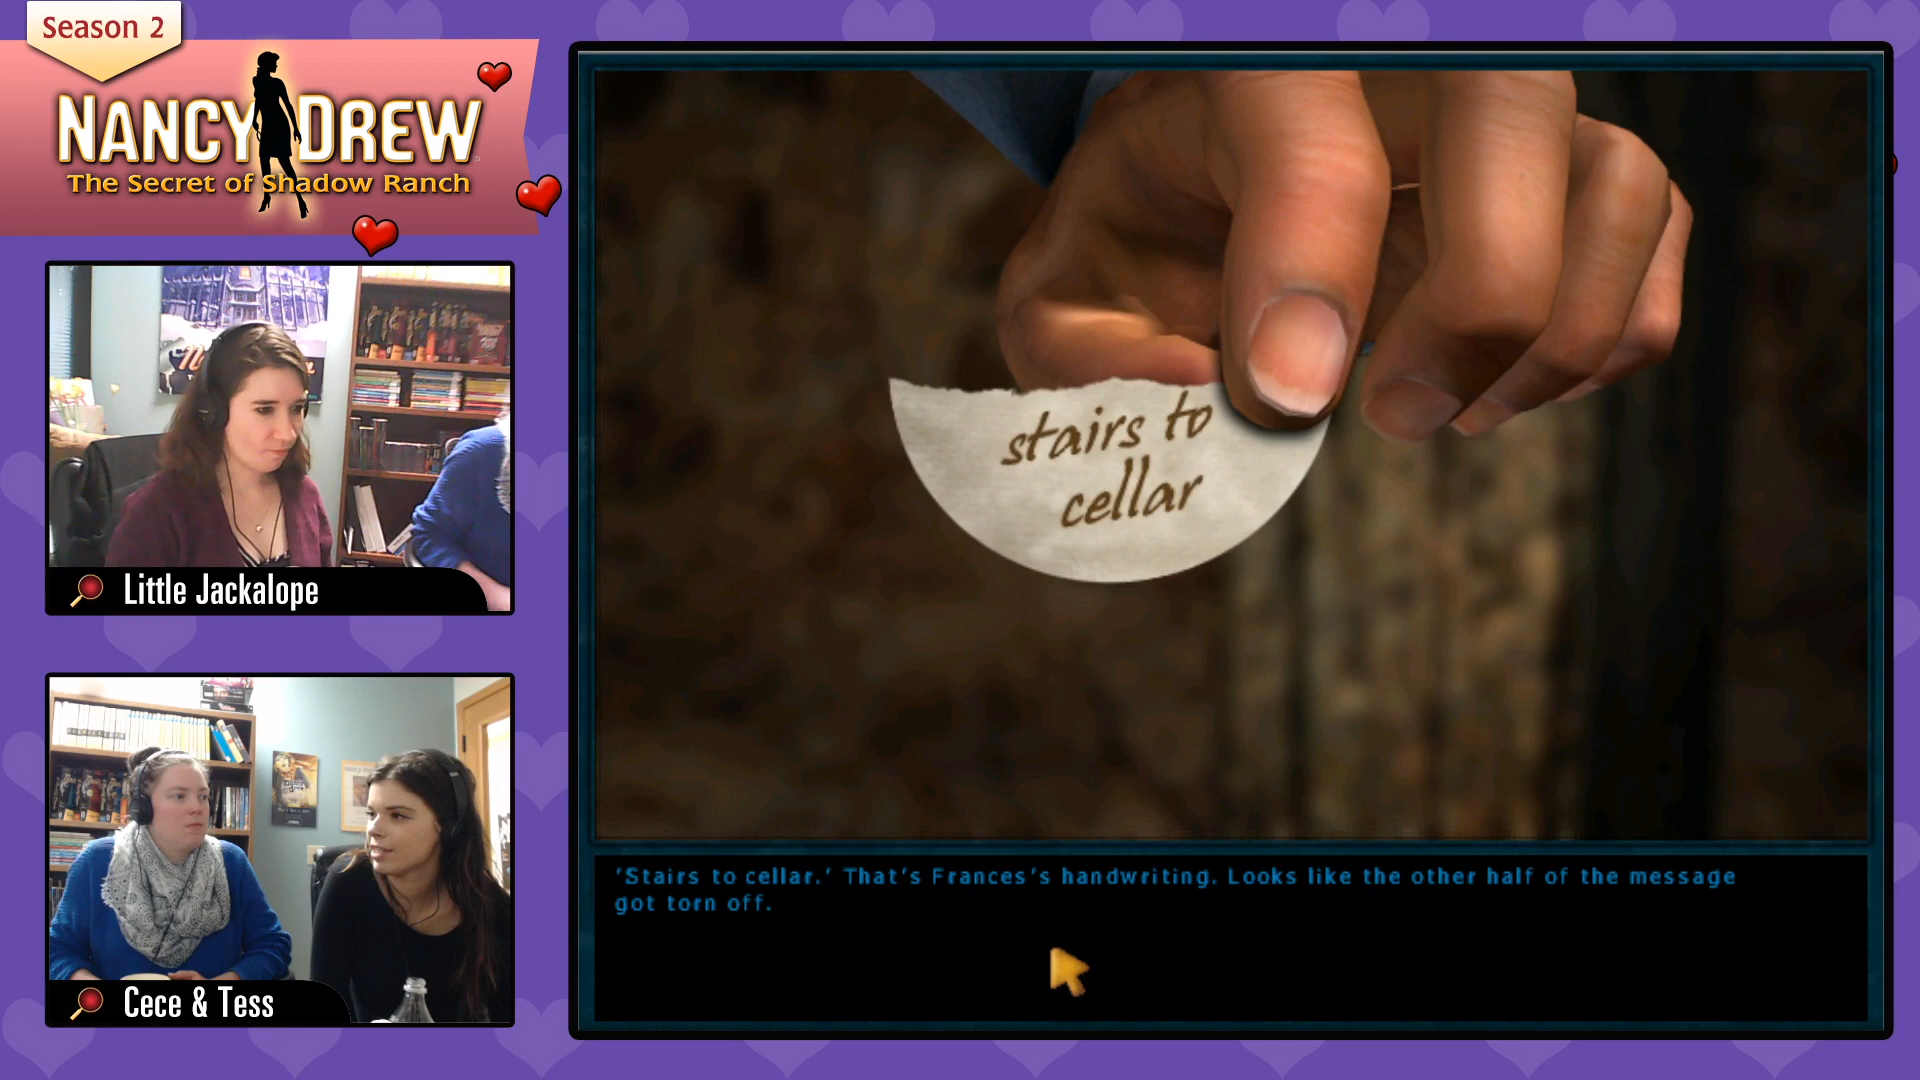 Season 2
NANCY DREW
The Secret of Shadow Ranch
Little Jackalope
Cece & Tess
stairs to
cellar
'Stairs to cellar.' That's Frances's handwriting. Looks like the other half of the message
got torn off.